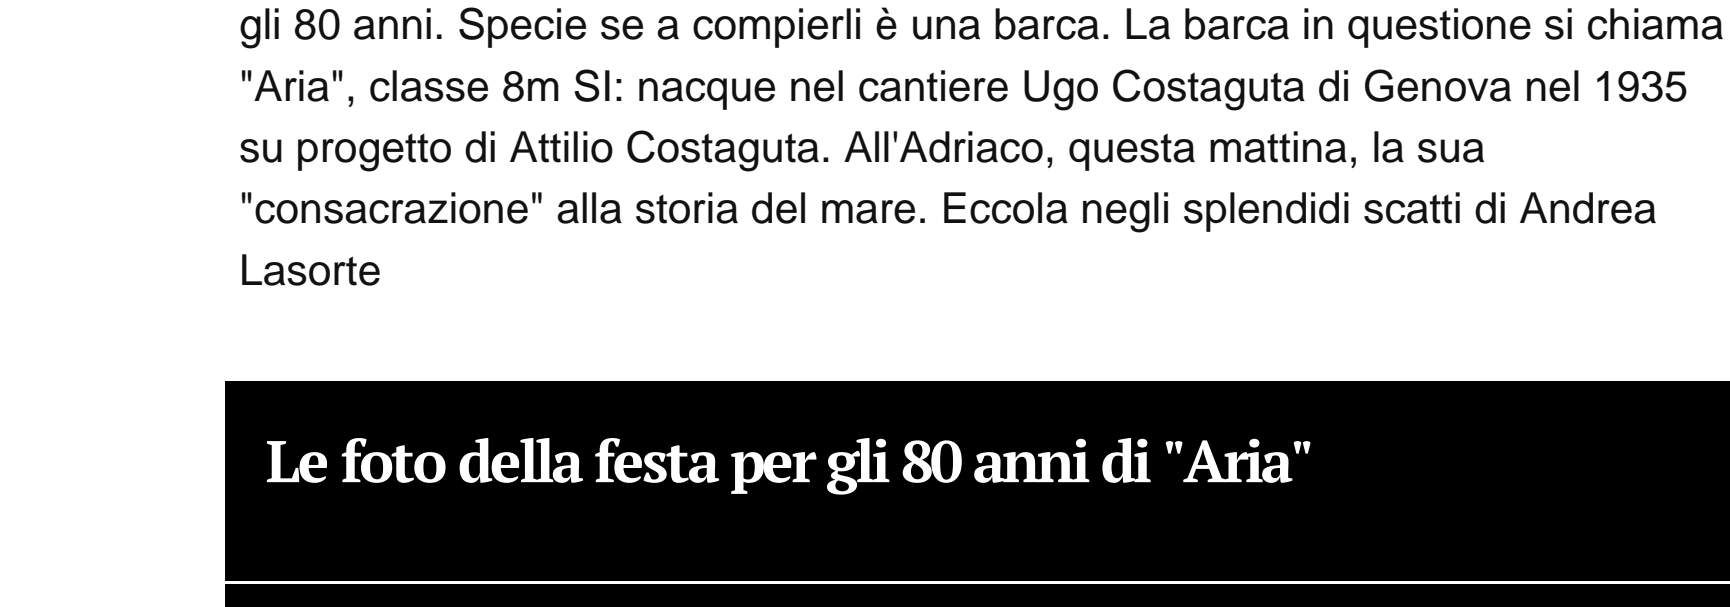 gli 80 anni. Specie se a compierli è una barca. La barca in questione si chiama
"Aria", classe 8m SI: nacque nel cantiere Ugo Costaguta di Genova nel 1935
su progetto di Attilio Costaguta. All'Adriaco, questa mattina, la sua
"consacrazione" alla storia del mare. Eccola negli splendidi scatti di Andrea
Lasorte
Le foto della festa per gli 80 anni di "Aria"